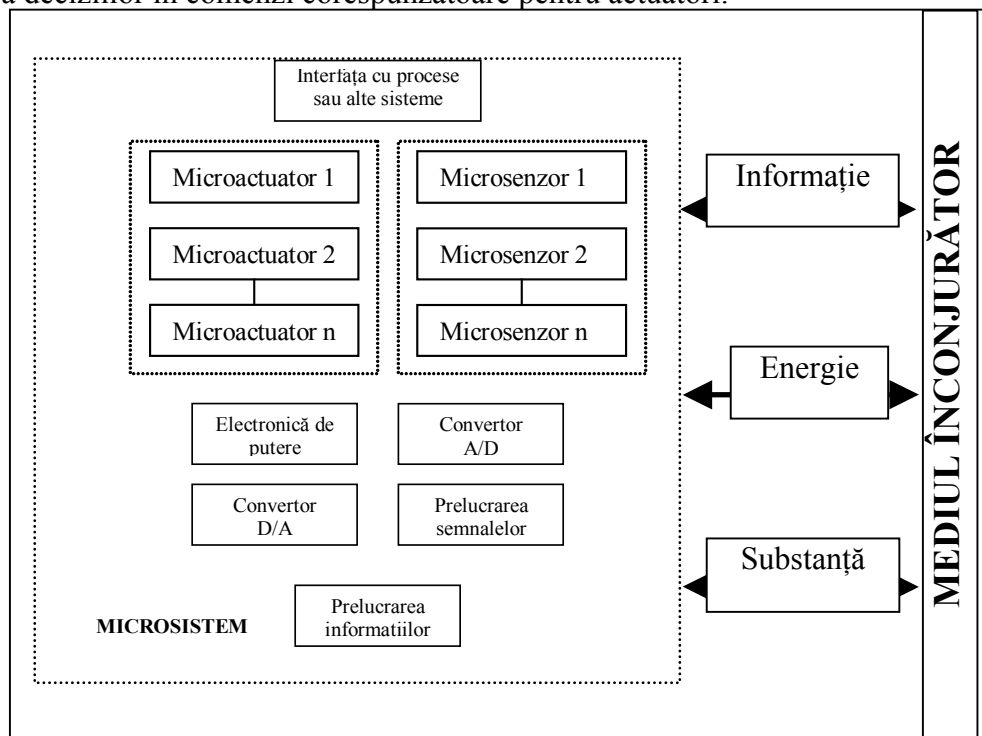 a deciziilor în comenzi corespunzătoare pentru actuatori.
Interfața cu procese
sau alte sisteme
Microactuator 1
Microsenzor 1
Microactuator 2
Microsenzor 2
Microactuator n
Microsenzor n
Electronică de
putere
Convertor
A/D
Convertor
D/A
Prelucrarea
semnalelor
Prelucrarea
informatiilor
MICROSISTEM
Informație
Energie
Substanță
MEDIUL ÎNCONJURĂTOR